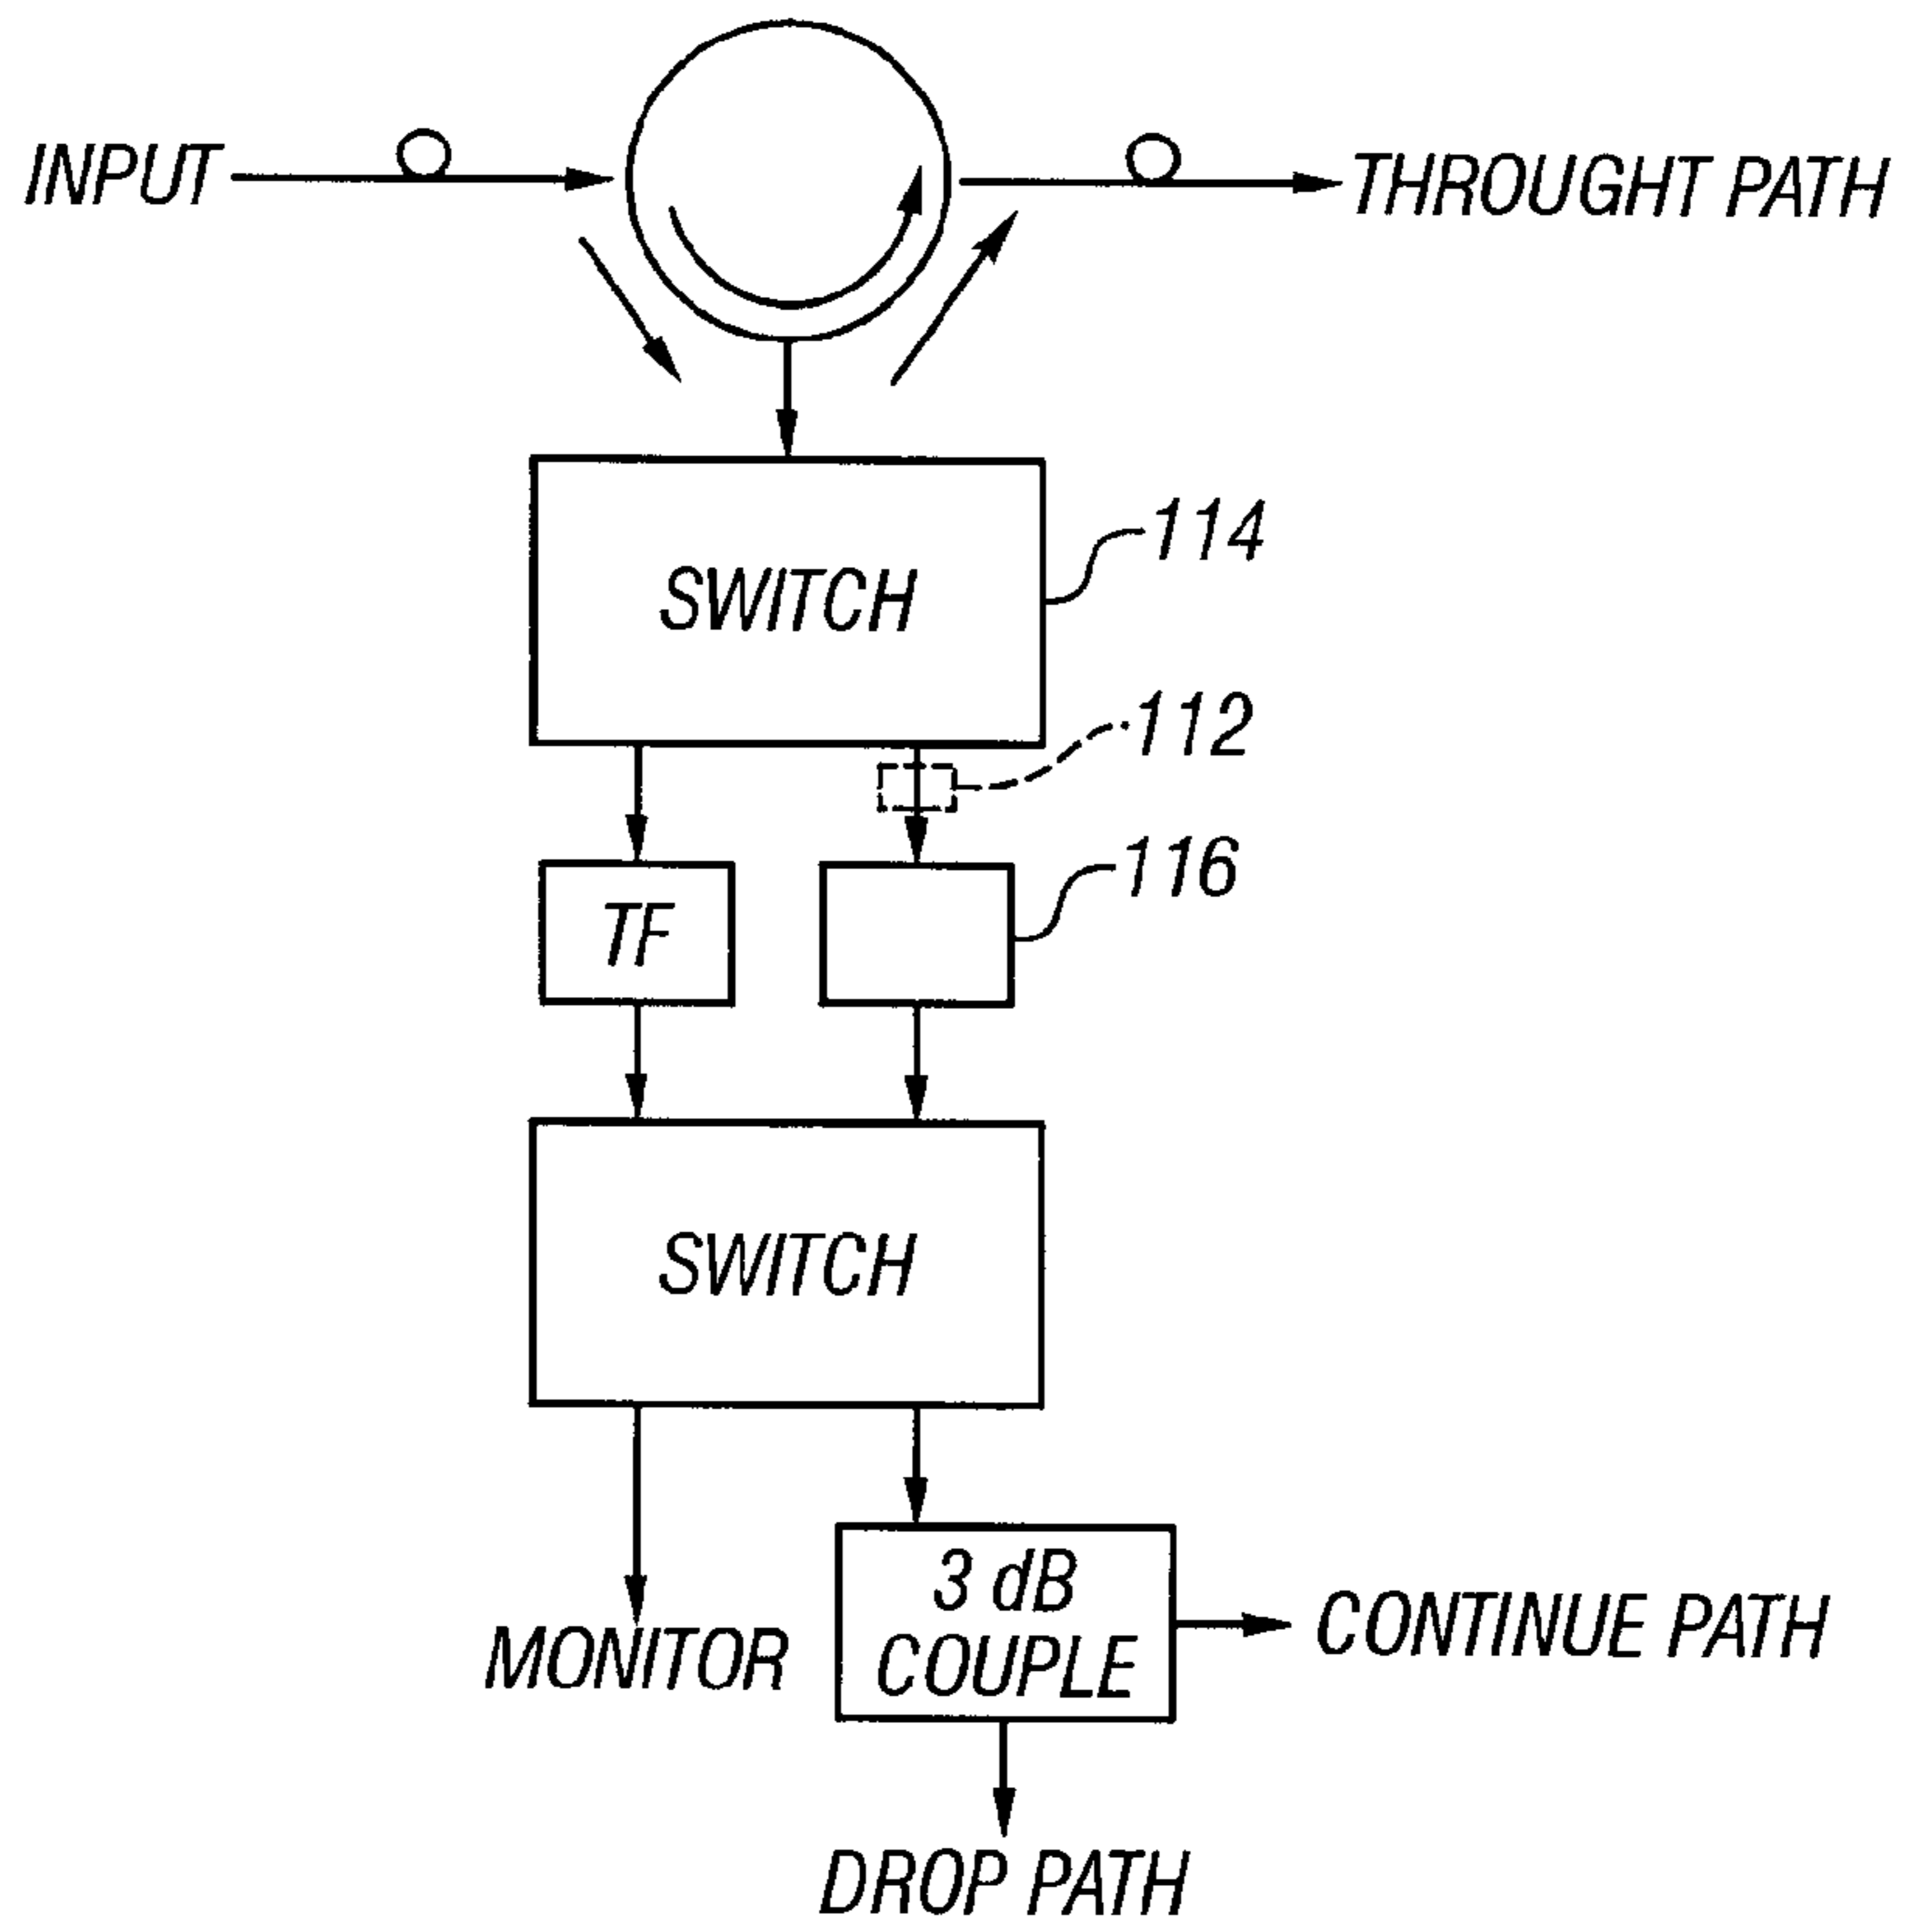 INPUT
THROUGHT PATH
SWITCH
114
112
TF
116
SWITCH
MONITOR
3 dB
COUPLE
CONTINUE PATH
DROP PATH